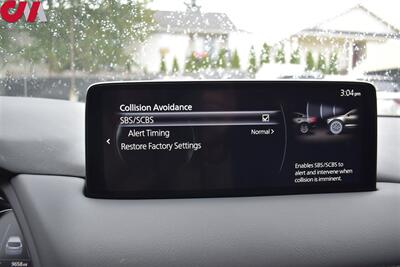 CJA
Collision Avoidance
3:04pm
SBS/SCBS
Alert Timing
Normal >
Restore Factory Settings
Enables SBS/SCBS to
alert and intervene when
collision is imminent.